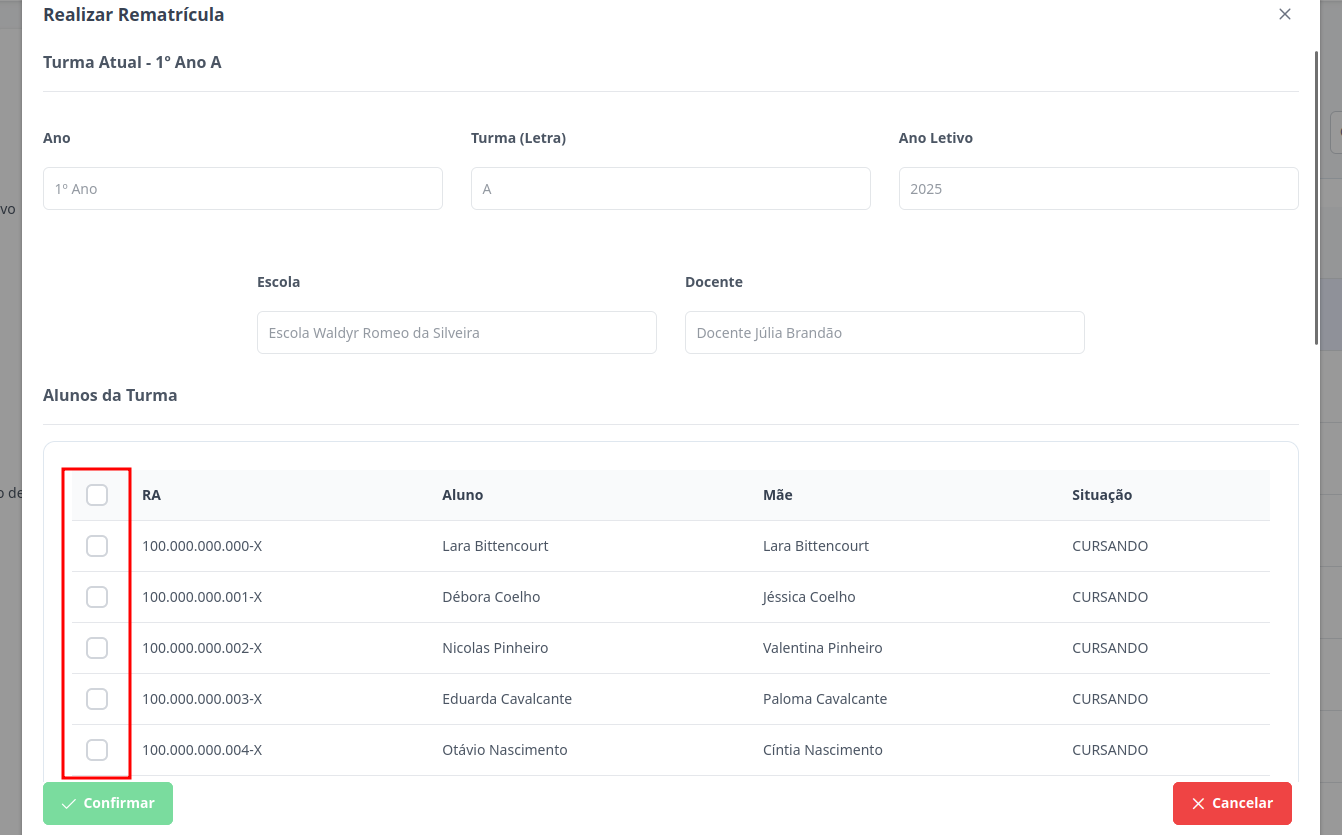 Realizar Rematrícula
Turma Atual - 1º Ano A
Ano Turma (Letra) Ano Letivo
1º Ano A 2025
vo
Escola Docente
Escola Waldyr Romeo da Silveira Docente Júlia Brandão
Alunos da Turma
o de
RA Aluno Mãe Situação
100.000.000.000-X Lara Bittencourt Lara Bittencourt CURSANDO
100.000.000.001-X Débora Coelho Jéssica Coelho CURSANDO
100.000.000.002-X Nicolas Pinheiro Valentina Pinheiro CURSANDO
100.000.000.003-X Eduarda Cavalcante Paloma Cavalcante CURSANDO
100.000.000.004-X Otávio Nascimento Cíntia Nascimento CURSANDO
Confirmar Cancelar